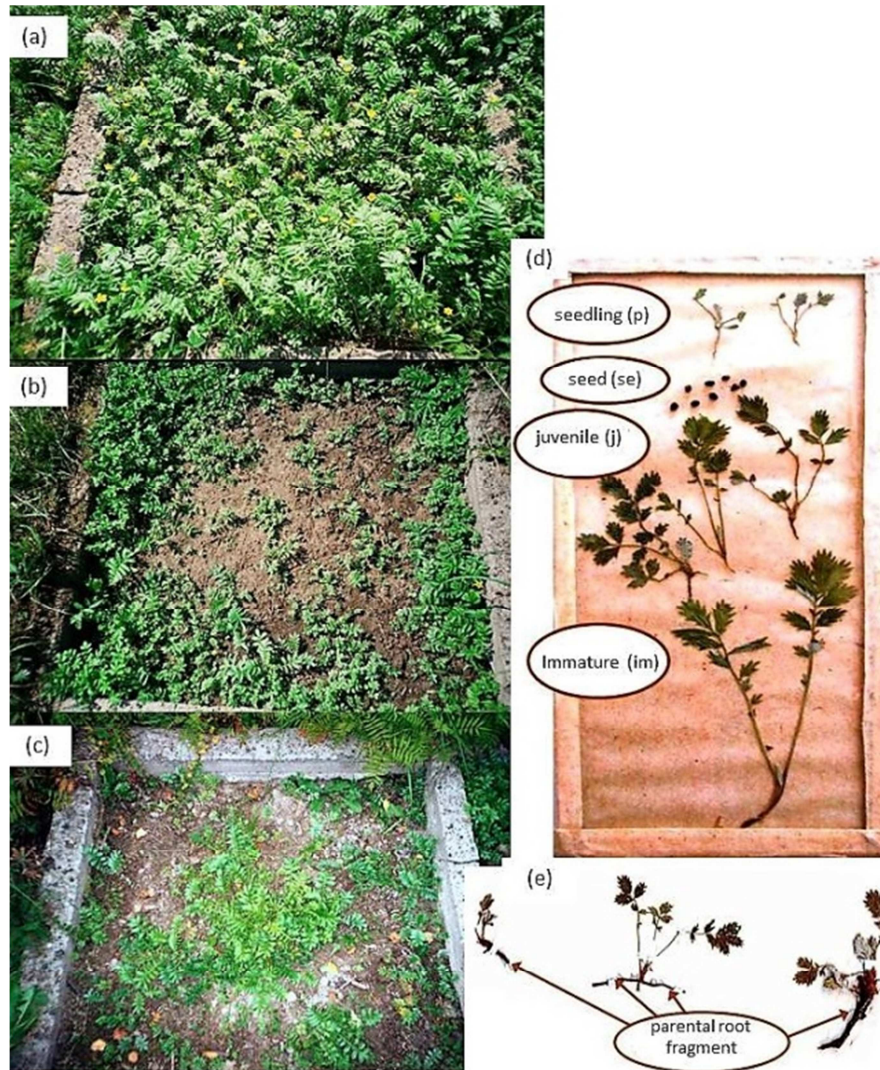 (a)
(b)
(c)
(d)
seedling (p)
seed (se)
juvenile (j)
Immature (im)
(e)
parental root
fragment